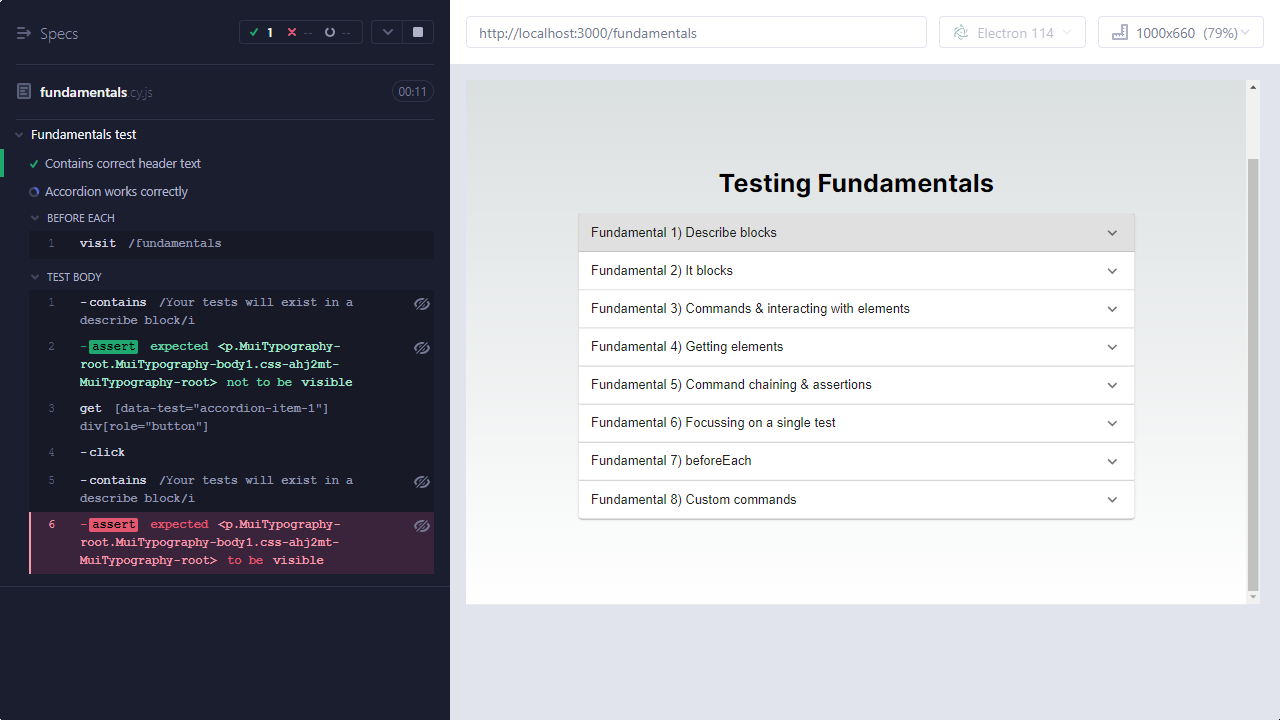 Specs
1 -- --
fundamentals.cy.js 00:11
Fundamentals test
Contains correct header text
Accordion works correctly
BEFORE EACH
1 visit /fundamentals
TEST BODY
1 -contains /Your tests will exist in a
describe block/i
2 -assert expected <p.MuiTypography-
root.MuiTypography-body1.css-ahj2mt-
MuiTypography-root> not to be visible
3 get [data-test="accordion-item-1"]
div[role="button"]
4 -click
5 -contains /Your tests will exist in a
describe block/i
6 -assert expected <p.MuiTypography-
root.MuiTypography-body1.css-ahj2mt-
MuiTypography-root> to be visible
http://localhost:3000/fundamentals
Electron 114
1000x660 (79%)
Testing Fundamentals
Fundamental 1) Describe blocks
Fundamental 2) It blocks
Fundamental 3) Commands & interacting with elements
Fundamental 4) Getting elements
Fundamental 5) Command chaining & assertions
Fundamental 6) Focussing on a single test
Fundamental 7) beforeEach
Fundamental 8) Custom commands